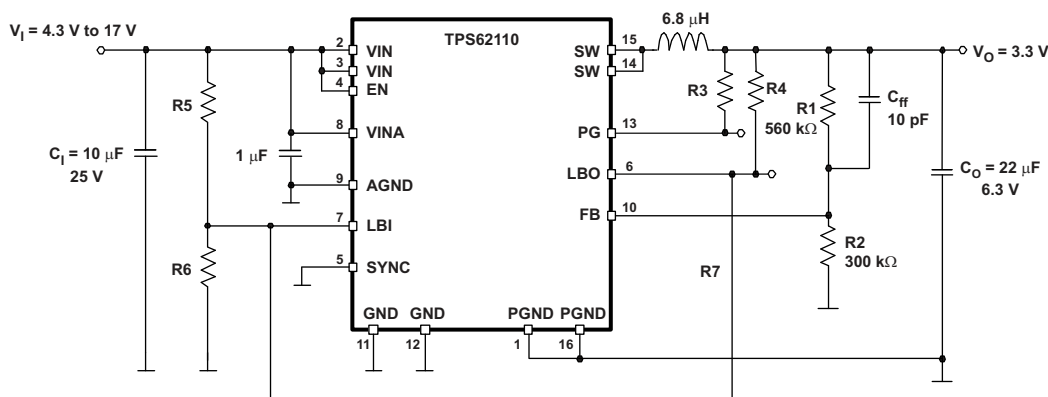 V_I = 4.3 V to 17 V
TPS62110
6.8 μH
V_O = 3.3 V
2 VIN
3 VIN
4 EN
8 VINA
9 AGND
7 LBI
5 SYNC
SW 15
SW 14
PG 13
LBO 6
FB 10
GND
GND
PGND
PGND
11
12
1
16
R5
R6
C_I = 10 μF
25 V
1 μF
R3
R4
R1
560 kΩ
C_ff
10 pF
C_O = 22 μF
6.3 V
R2
300 kΩ
R7